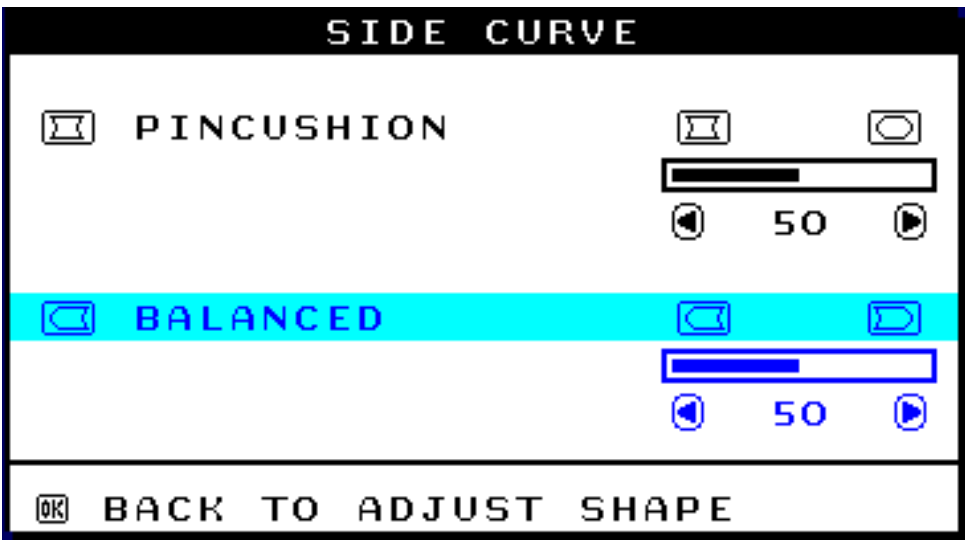 SIDE CURVE
PINCUSHION
50
BALANCED
50
OK BACK TO ADJUST SHAPE